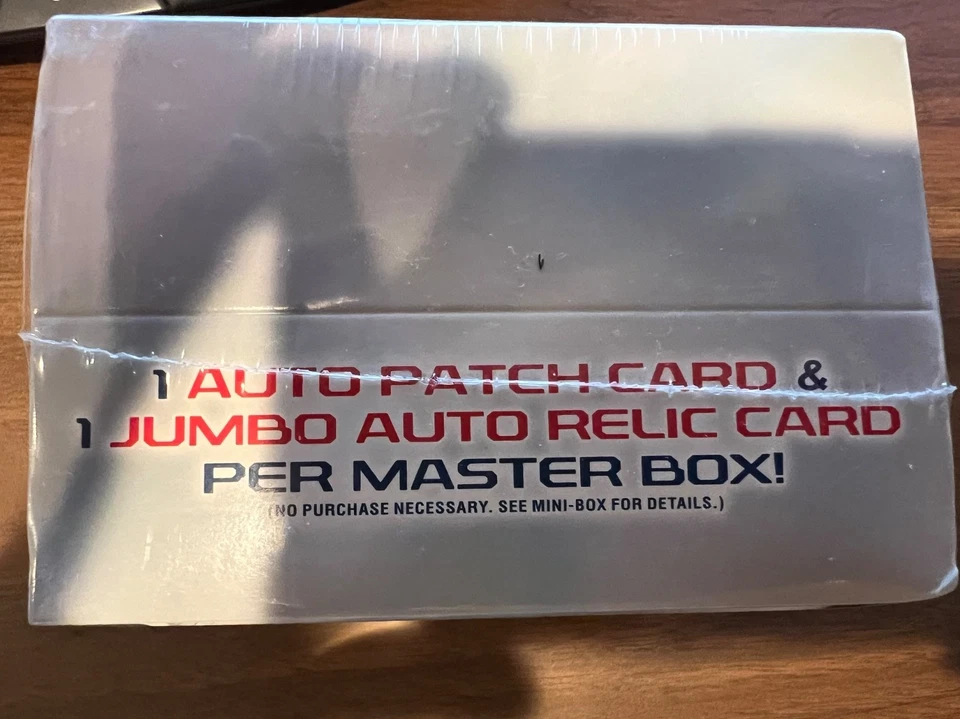 1 AUTO PATCH CARD &
1 JUMBO AUTO RELIC CARD
PER MASTER BOX!
(NO PURCHASE NECESSARY. SEE MINI-BOX FOR DETAILS.)